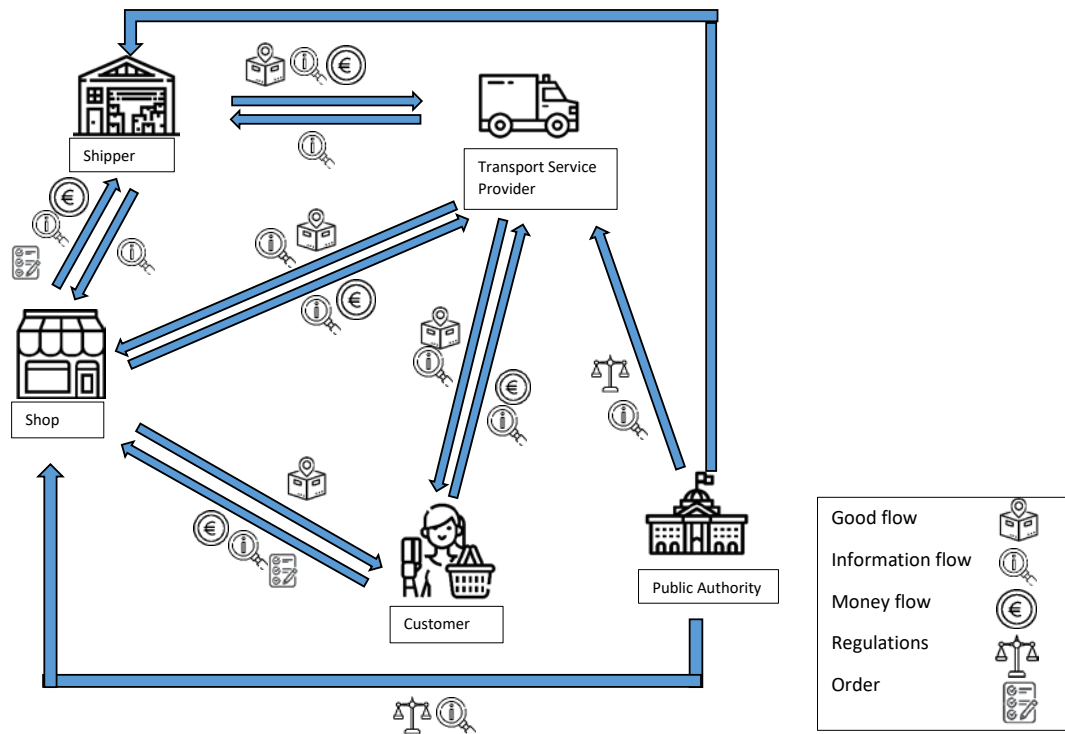 Shipper
Transport Service
Provider
Shop
Customer
Public Authority
Good flow
Information flow
Money flow
Regulations
Order